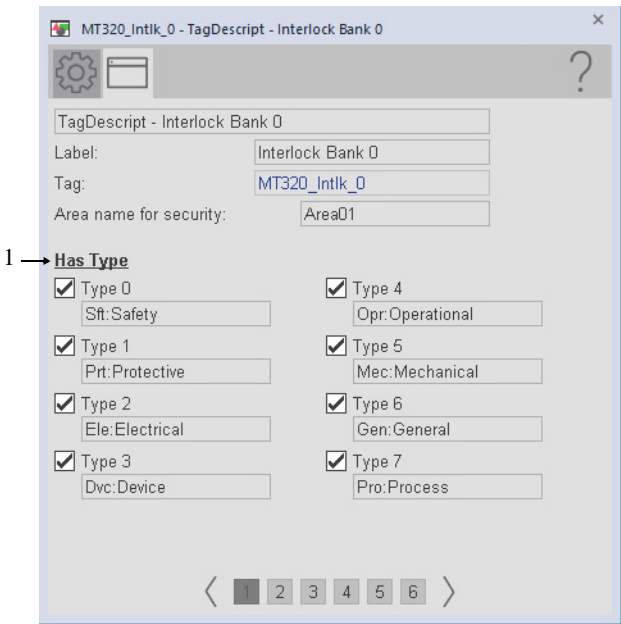 MT320_Intlk_0 - TagDescript - Interlock Bank 0
TagDescript - Interlock Bank 0
Label: Interlock Bank 0
Tag: MT320_Intlk_0
Area name for security: Area01
1
Has Type
Type 0 Type 4
Sft:Safety Opr:Operational
Type 1 Type 5
Prt:Protective Mec:Mechanical
Type 2 Type 6
Ele:Electrical Gen:General
Type 3 Type 7
Dvc:Device Pro:Process
1 2 3 4 5 6